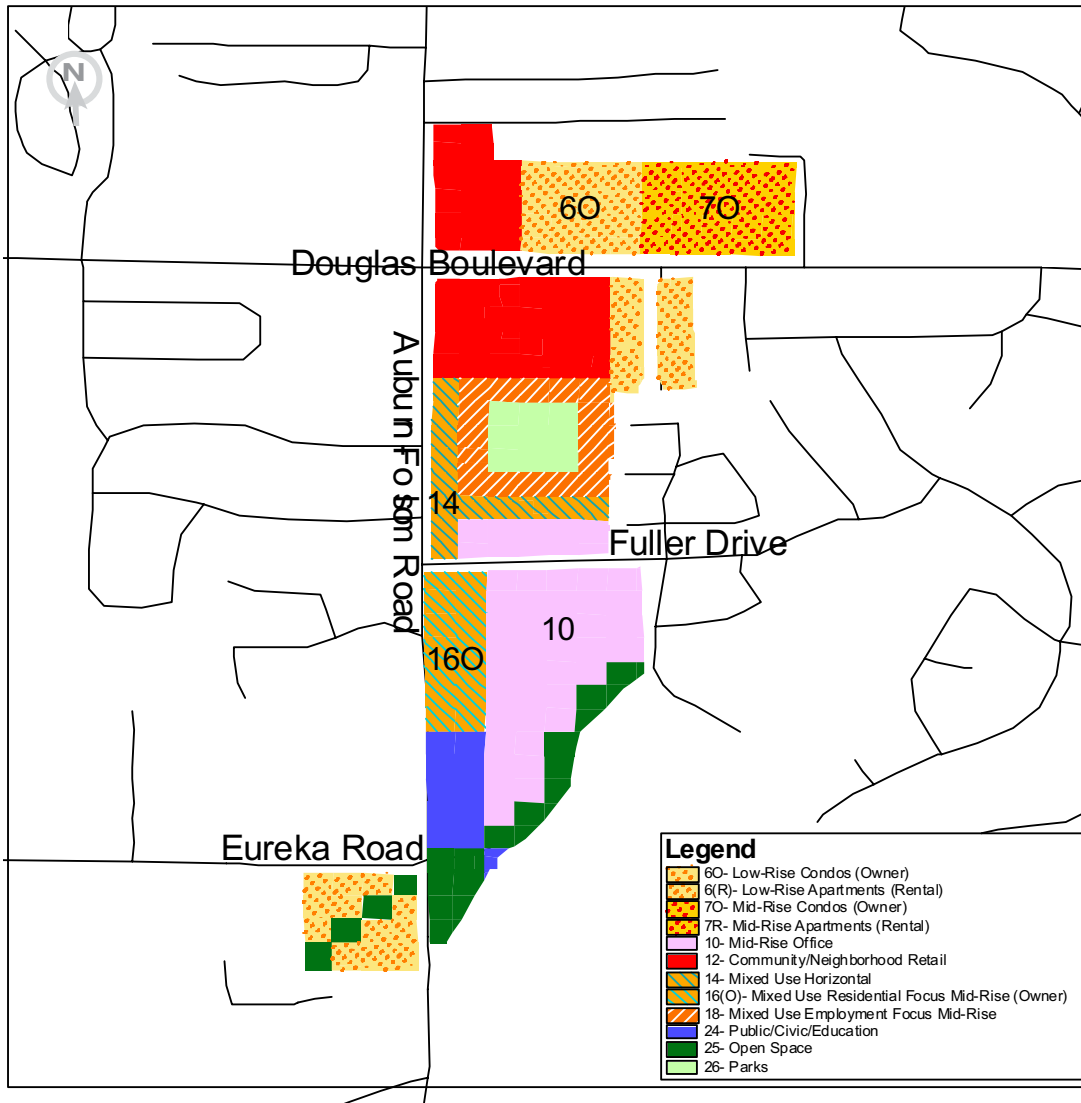 N
6O
7O
Douglas Boulevard
Auburn Folsom Road
14
Fuller Drive
10
16O
Eureka Road
Legend
6O- Low-Rise Condos (Owner)
6(R)- Low-Rise Apartments (Rental)
7O- Mid-Rise Condos (Owner)
7R- Mid-Rise Apartments (Rental)
10- Mid-Rise Office
12- Community/Neighborhood Retail
14- Mixed Use Horizontal
16(O)- Mixed Use Residential Focus Mid-Rise (Owner)
18- Mixed Use Employment Focus Mid-Rise
24- Public/Civic/Education
25- Open Space
26- Parks